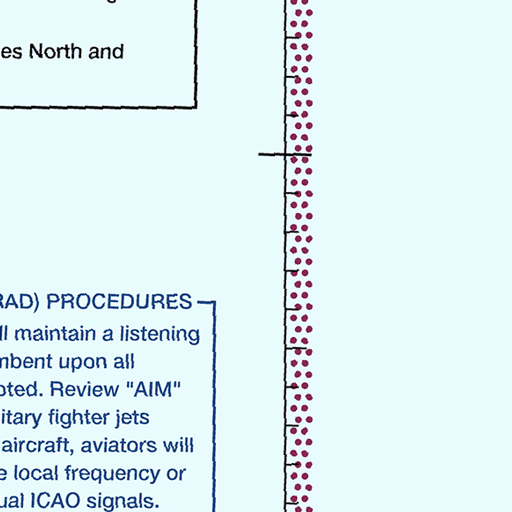 es North and
RAD) PROCEDURES
ll maintain a listening
mbent upon all
pted. Review "AIM"
itary fighter jets
aircraft, aviators will
e local frequency or
ual ICAO signals.